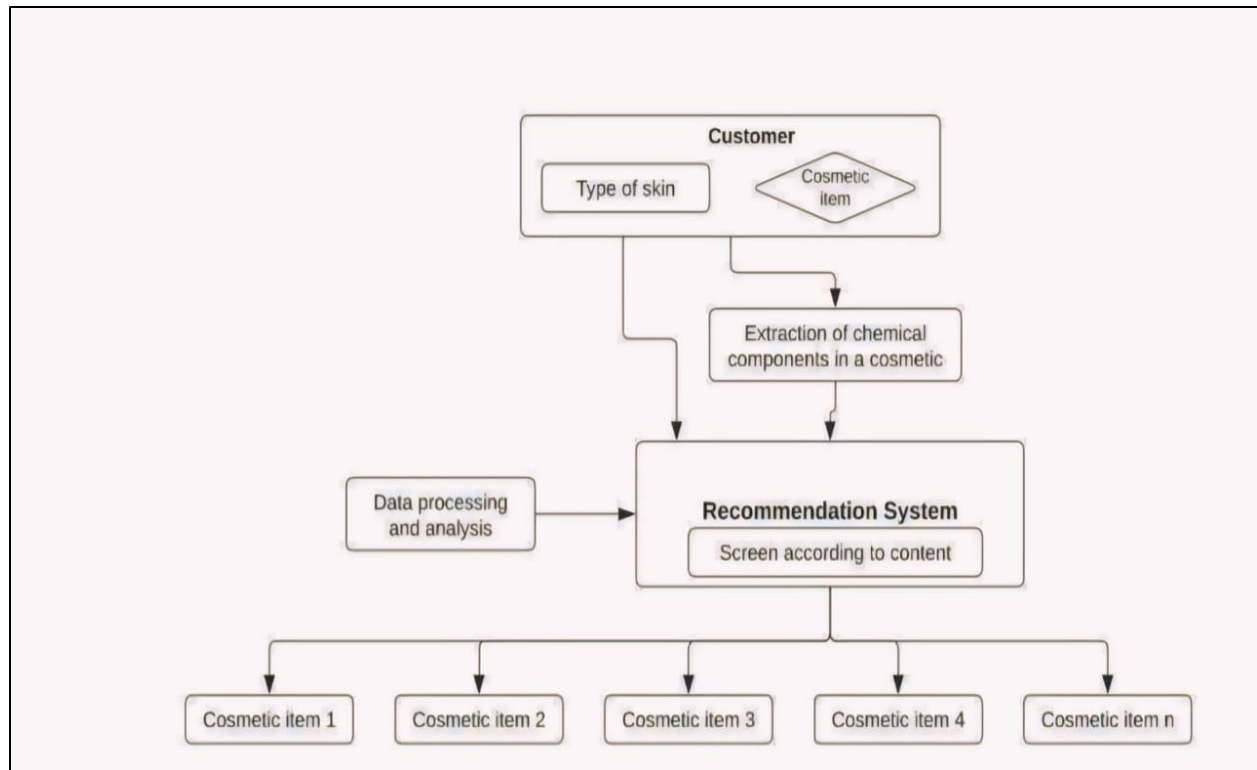 Customer
Type of skin
Cosmetic
item
Extraction of chemical
components in a cosmetic
Data processing
and analysis
Recommendation System
Screen according to content
Cosmetic item 1
Cosmetic item 2
Cosmetic item 3
Cosmetic item 4
Cosmetic item n